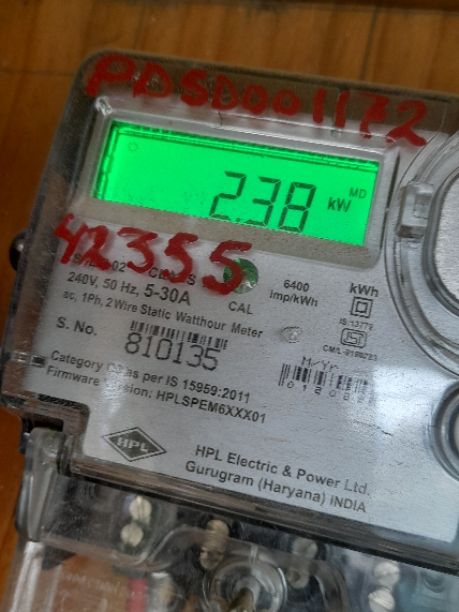 PDSD001172
2.38 kW MD
42355
240V, 50 Hz, 5-30A
CAL
6400
imp/kWh
kWh
ac, 1Ph, 2 Wire Static Watthour Meter
IS 13779
S. No. 810135
M/Yr.
Category as per IS 15959:2011
Firmware Version: HPLSPEM6XXX01
HPL
HPL Electric & Power Ltd.
Gurugram (Haryana) INDIA